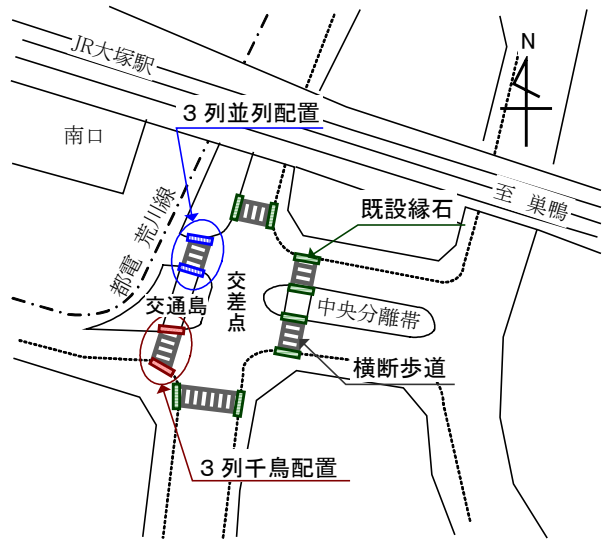 JR大塚駅
N
3列並列配置
南口
至 巣鴨
既設縁石
都電 荒川線
交差点
交通島
中央分離帯
横断歩道
3列千鳥配置